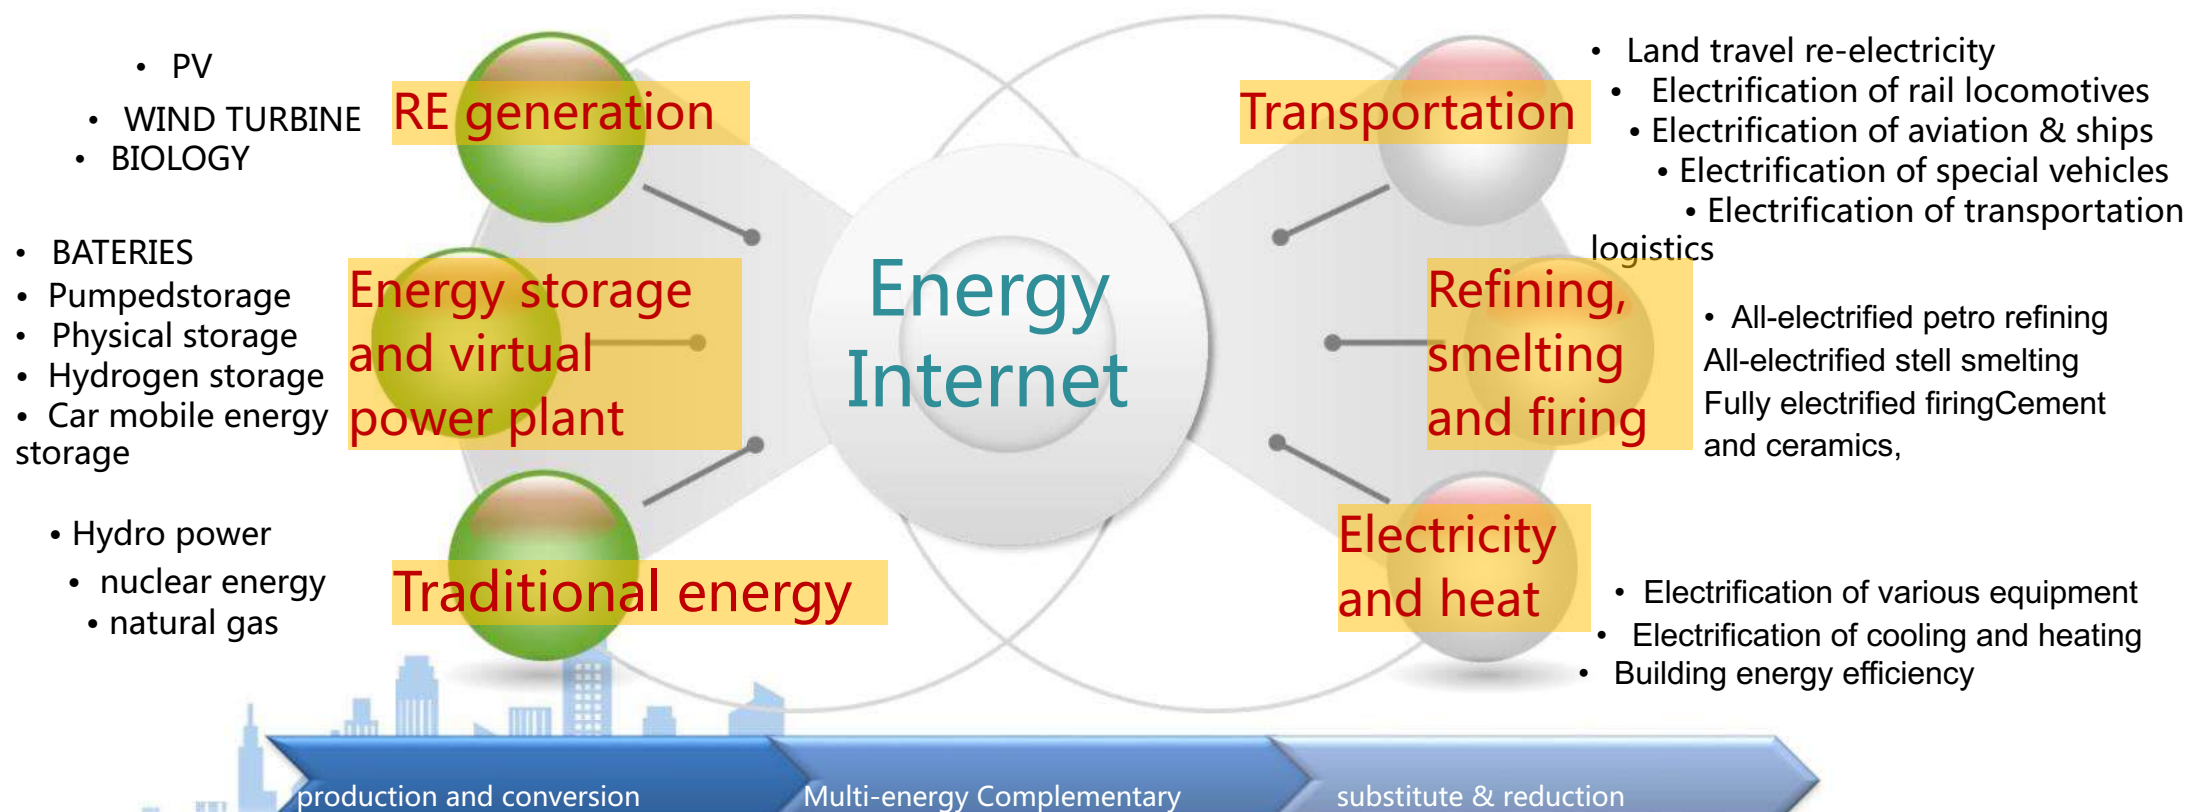 • PV
• WIND TURBINE
• BIOLOGY
RE generation
• BATERIES
• Pumpedstorage
• Physical storage
• Hydrogen storage
• Car mobile energy
storage
Energy storage
and virtual
power plant
• Hydro power
• nuclear energy
• natural gas
Traditional energy
Energy
Internet
Transportation
• Land travel re-electricity
• Electrification of rail locomotives
• Electrification of aviation & ships
• Electrification of special vehicles
• Electrification of transportation
logistics
Refining,
smelting
and firing
• All-electrified petro refining
All-electrified stell smelting
Fully electrified firingCement
and ceramics,
Electricity
and heat
• Electrification of various equipment
• Electrification of cooling and heating
• Building energy efficiency
production and conversion
Multi-energy Complementary
substitute & reduction